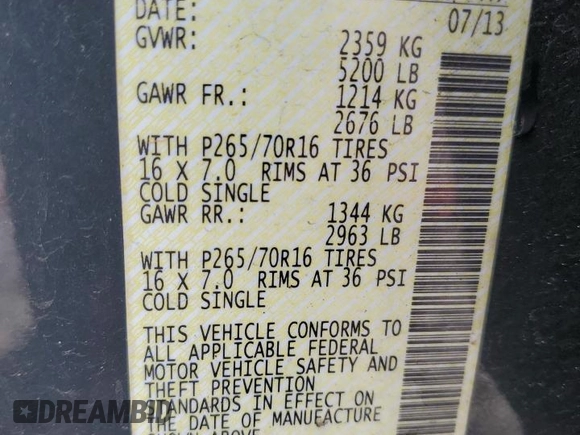 DATE:
07/13
GVWR:
2359 KG
5200 LB
GAWR FR.:
1214 KG
2676 LB
WITH P265/70R16 TIRES
16 X 7.0 RIMS AT 36 PSI
COLD SINGLE
GAWR RR.:
1344 KG
2963 LB
WITH P265/70R16 TIRES
16 X 7.0 RIMS AT 36 PSI
COLD SINGLE
THIS VEHICLE CONFORMS TO
ALL APPLICABLE FEDERAL
MOTOR VEHICLE SAFETY AND
THEFT PREVENTION
STANDARDS IN EFFECT ON
THE DATE OF MANUFACTURE
SHOWN ABOVE
DREAMBID